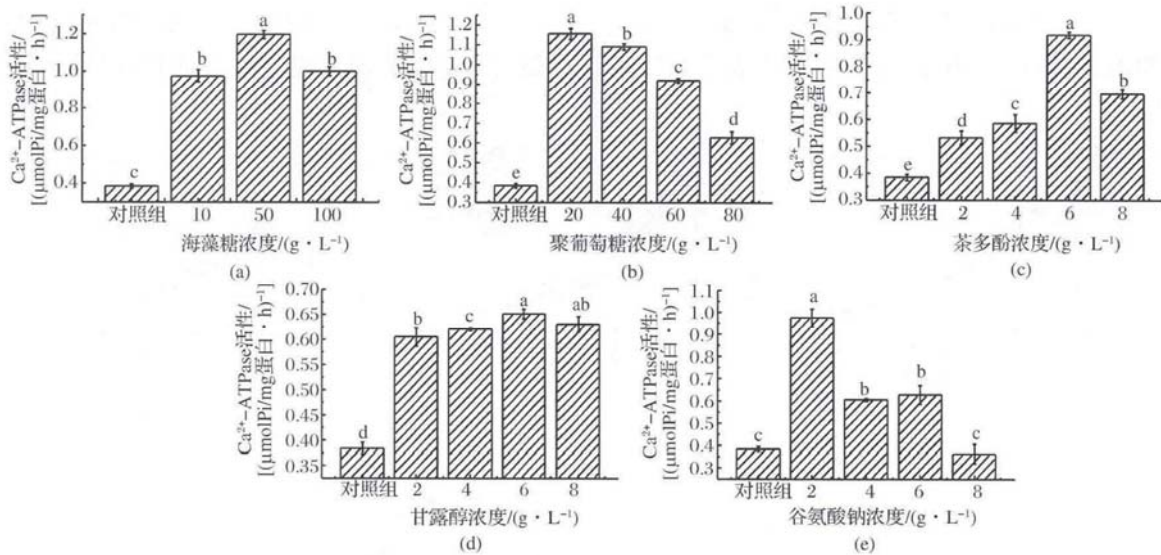 Ca²⁺-ATPase活性/
[(μmolPi/mg蛋白·h)⁻¹]
1.2
1.0
0.8
0.6
0.4
c
b
a
b
对照组 10 50 100
海藻糖浓度/(g·L⁻¹)
(a)
Ca²⁺-ATPase活性/
[(μmolPi/mg蛋白·h)⁻¹]
1.3
1.2
1.1
1.0
0.9
0.8
0.7
0.6
0.5
0.4
0.3
e
a
b
c
d
对照组 20 40 60 80
聚葡萄糖浓度/(g·L⁻¹)
(b)
Ca²⁺-ATPase活性/
[(μmolPi/mg蛋白·h)⁻¹]
1.0
0.9
0.8
0.7
0.6
0.5
0.4
0.3
e
d
c
a
b
对照组 2 4 6 8
茶多酚浓度/(g·L⁻¹)
(c)
Ca²⁺-ATPase活性/
[(μmolPi/mg蛋白·h)⁻¹]
0.70
0.65
0.60
0.55
0.50
0.45
0.40
0.35
d
b
c
a
ab
对照组 2 4 6 8
甘露醇浓度/(g·L⁻¹)
(d)
Ca²⁺-ATPase活性/
[(μmolPi/mg蛋白·h)⁻¹]
1.1
1.0
0.9
0.8
0.7
0.6
0.5
0.4
0.3
c
a
b
b
c
对照组 2 4 6 8
谷氨酸钠浓度/(g·L⁻¹)
(e)